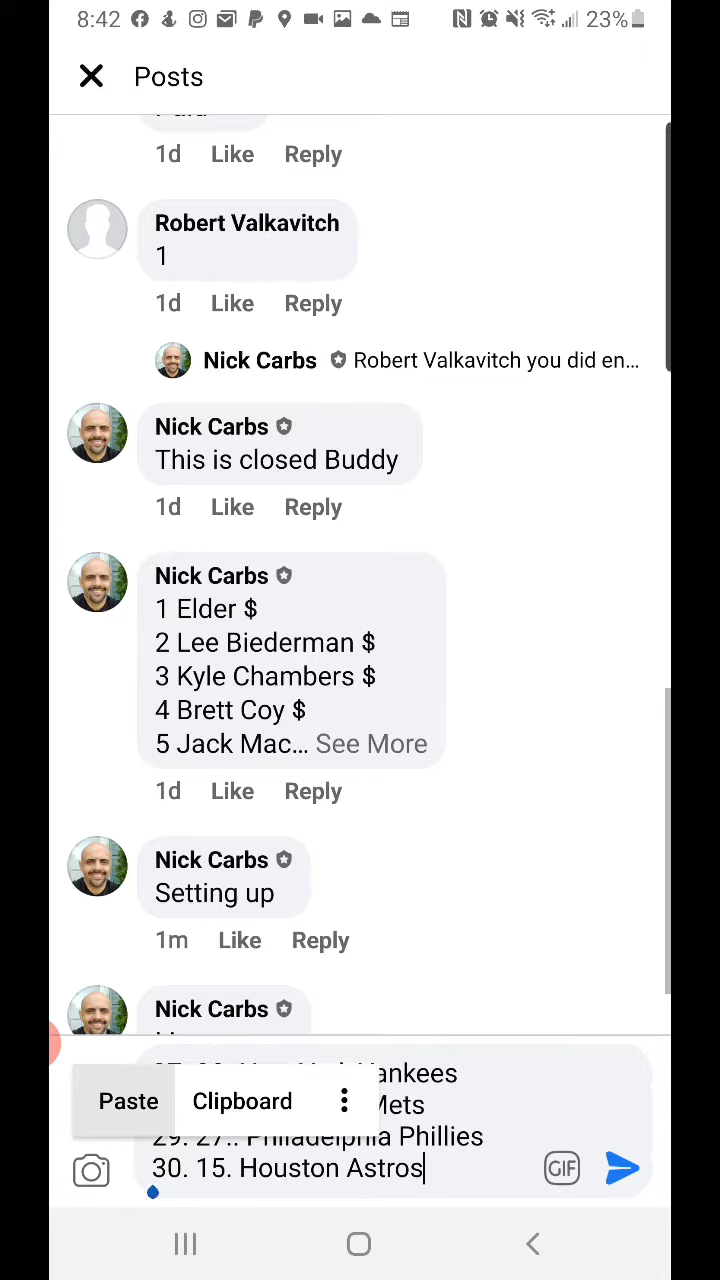 8:42 23%
Posts
1d Like Reply
Robert Valkavitch
1
1d Like Reply
Nick Carbs Robert Valkavitch you did en...
Nick Carbs
This is closed Buddy
1d Like Reply
Nick Carbs
1 Elder $
2 Lee Biederman $
3 Kyle Chambers $
4 Brett Coy $
5 Jack Mac... See More
1d Like Reply
Nick Carbs
Setting up
1m Like Reply
Nick Carbs
Yankees
Paste Clipboard Mets
29. 27.. Philadelphia Phillies
30. 15. Houston Astros
GIF